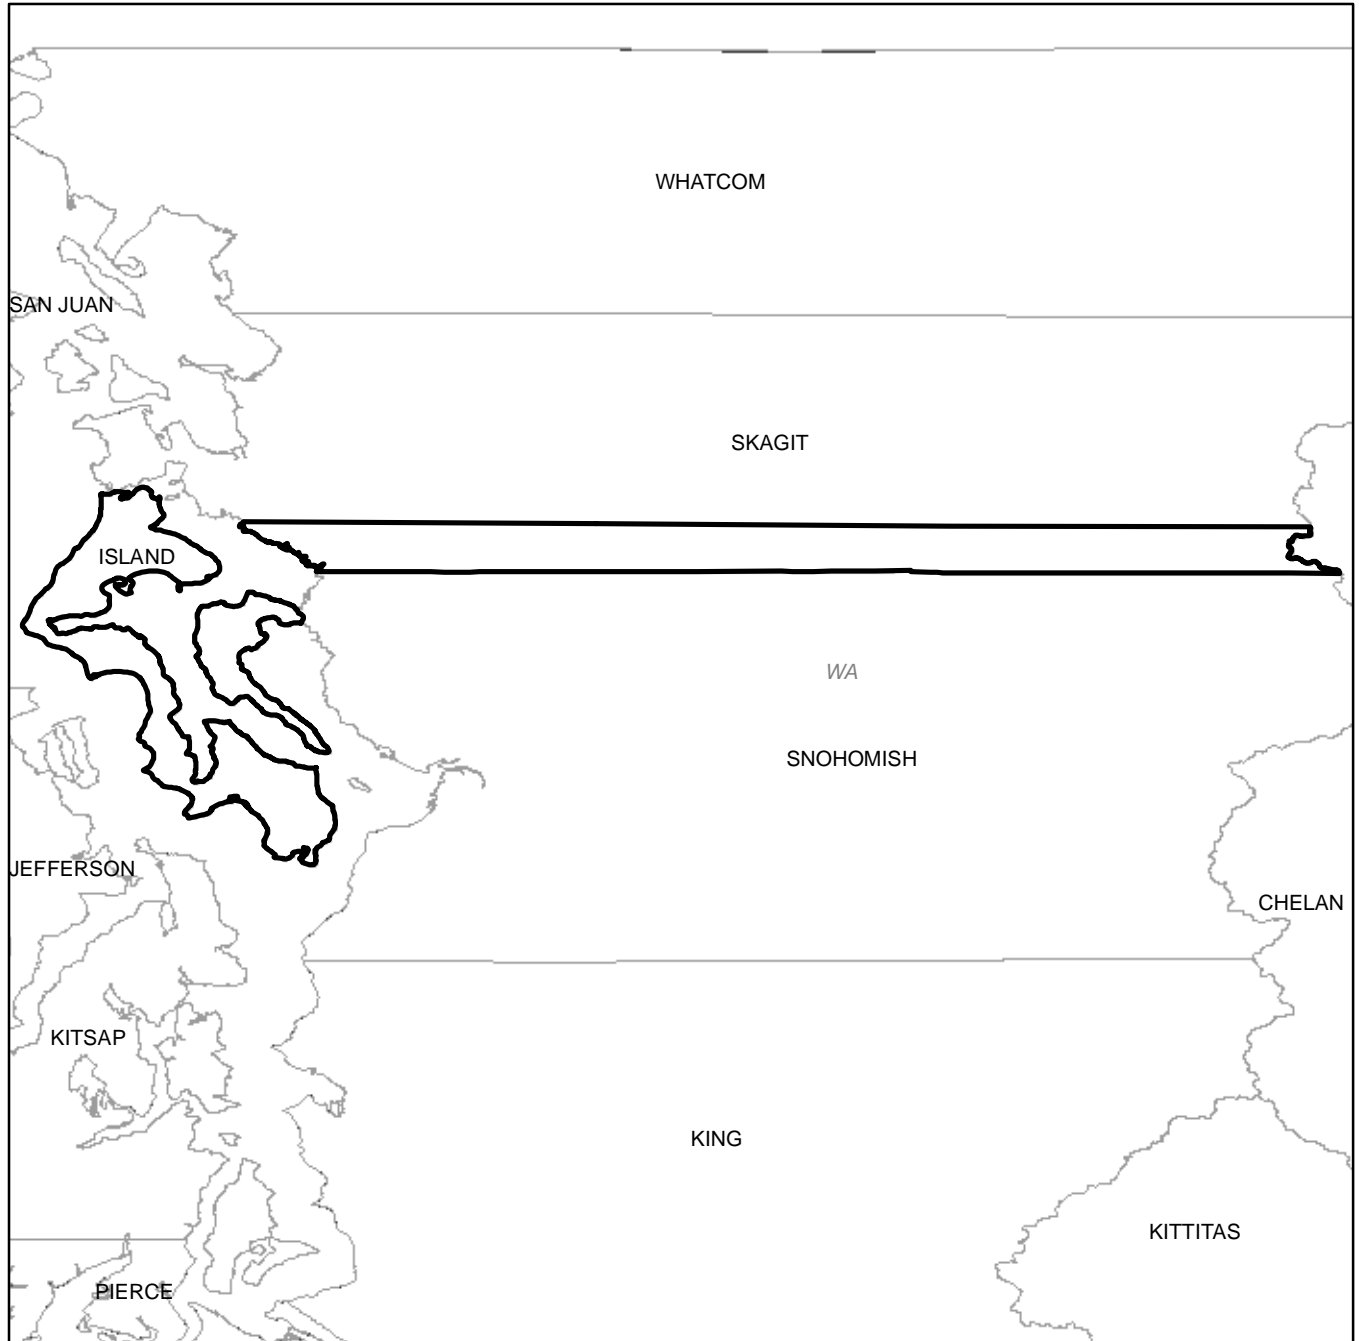 WHATCOM
SAN JUAN
SKAGIT
ISLAND
WA
SNOHOMISH
JEFFERSON
CHELAN
KITSAP
KING
KITTITAS
PIERCE